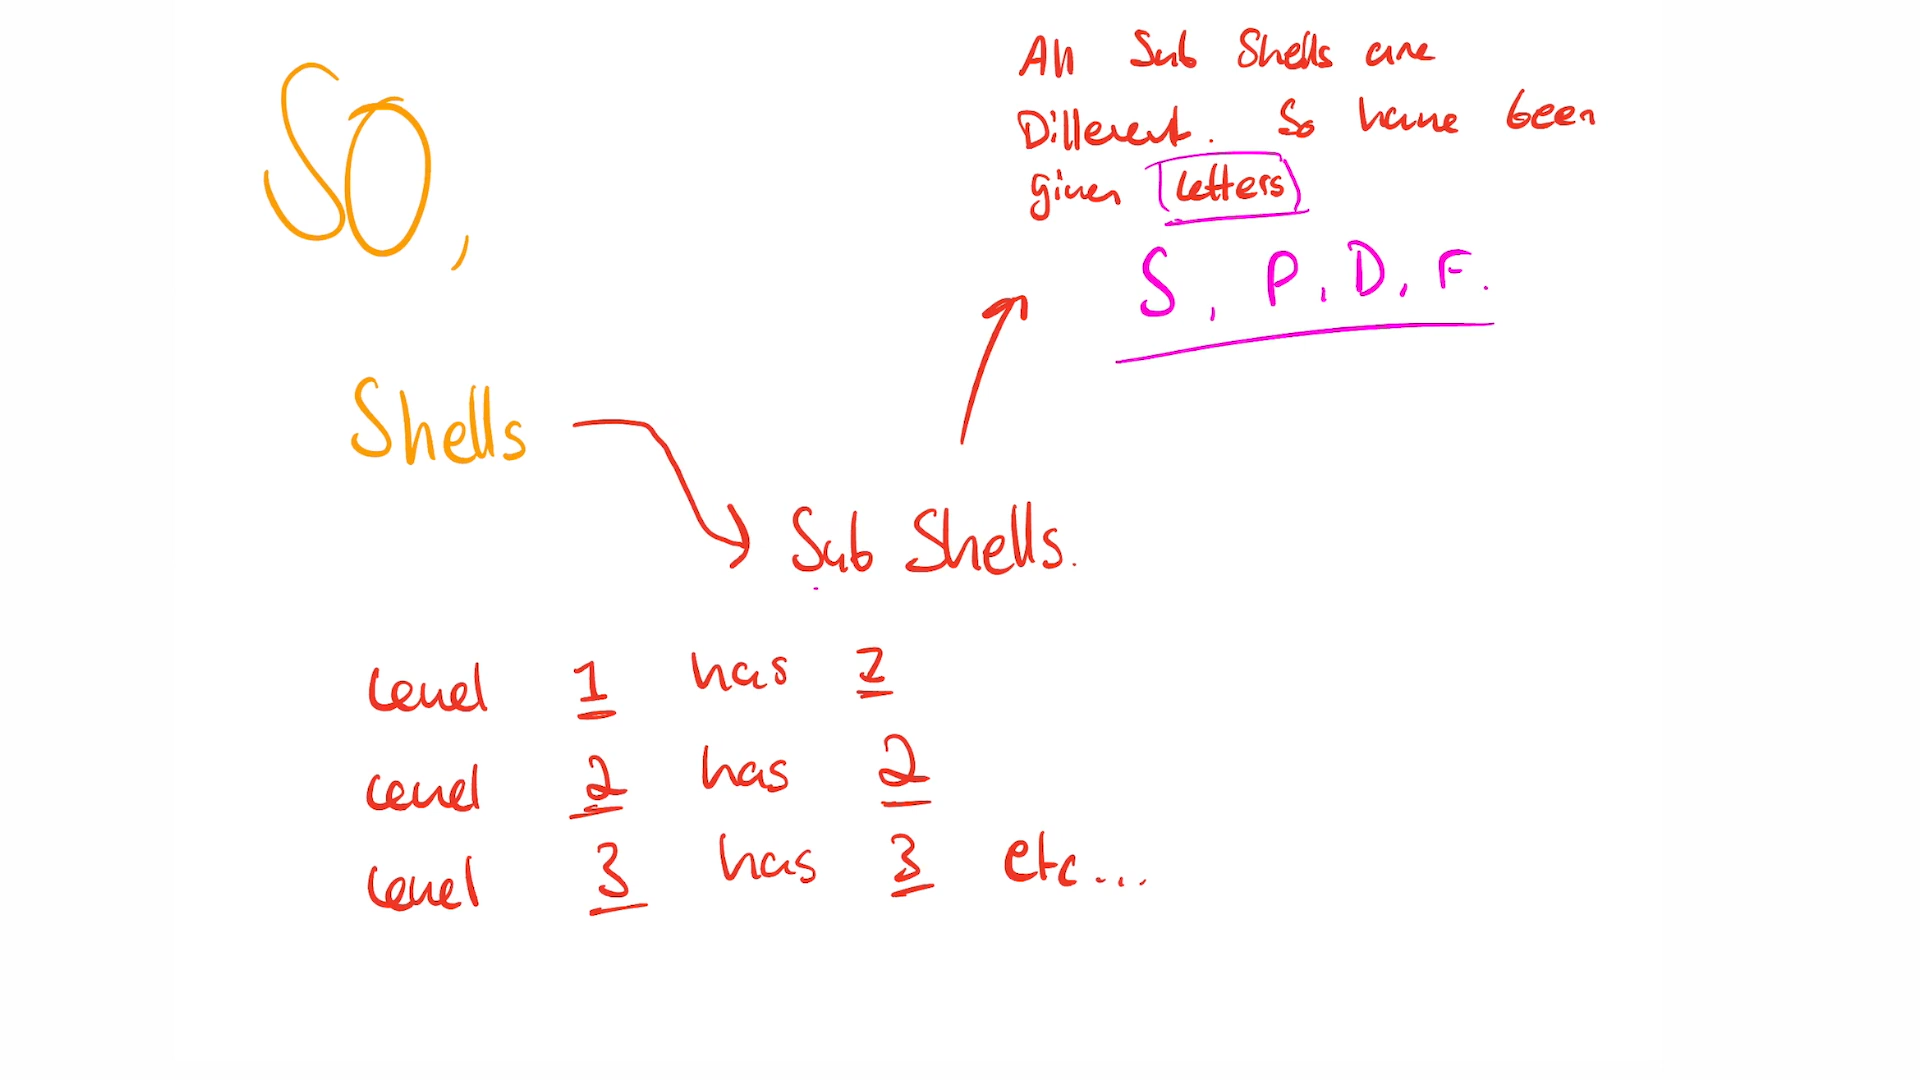 SO,
All Sub Shells are
Different. So have been
given letters
S, P, D, F.
Shells
Sub Shells.
Level 1 has 2
Level 2 has 2
Level 3 has 3 etc...